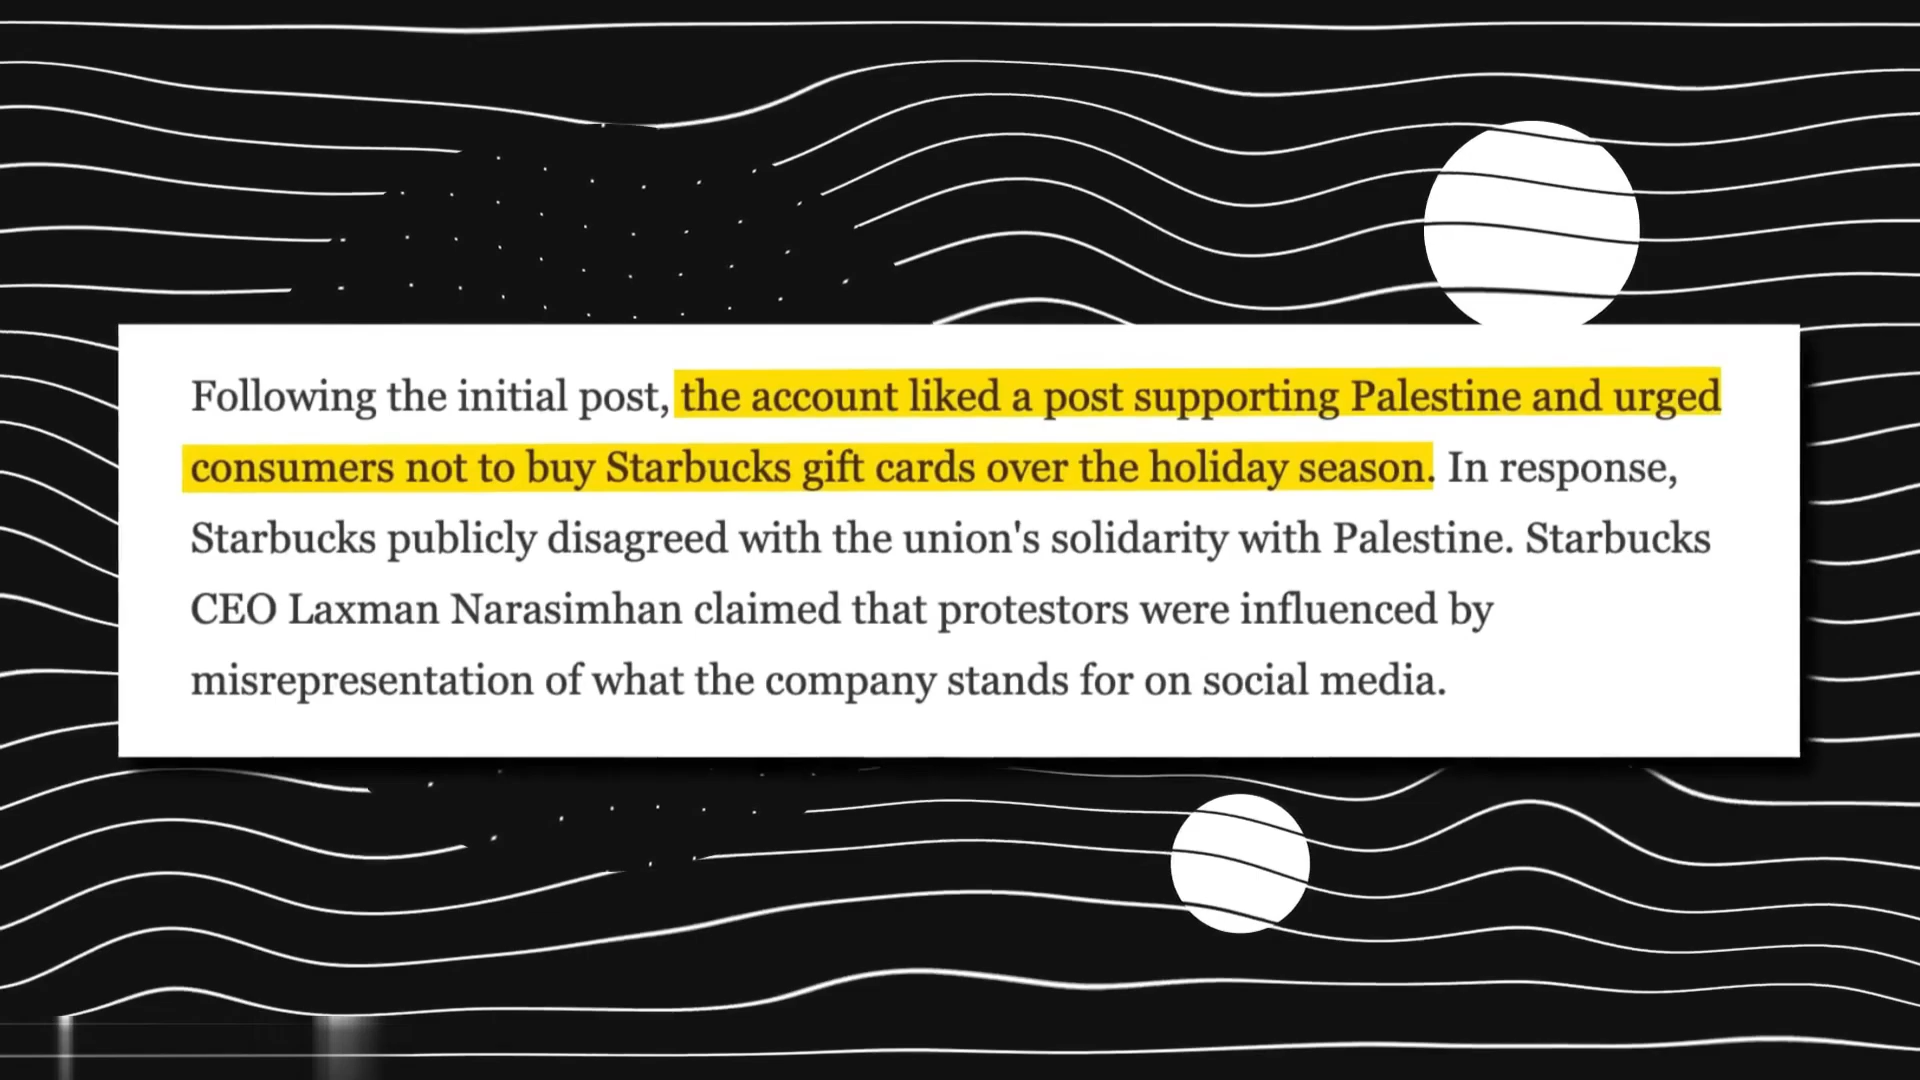 Following the initial post, the account liked a post supporting Palestine and urged
consumers not to buy Starbucks gift cards over the holiday season. In response,
Starbucks publicly disagreed with the union's solidarity with Palestine. Starbucks
CEO Laxman Narasimhan claimed that protestors were influenced by
misrepresentation of what the company stands for on social media.